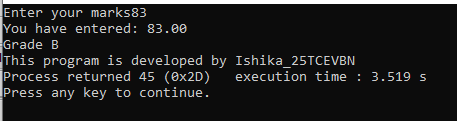 Enter your marks83
You have entered: 83.00
Grade B
This program is developed by Ishika_25TCEVBN
Process returned 45 (0x2D)   execution time : 3.519 s
Press any key to continue.